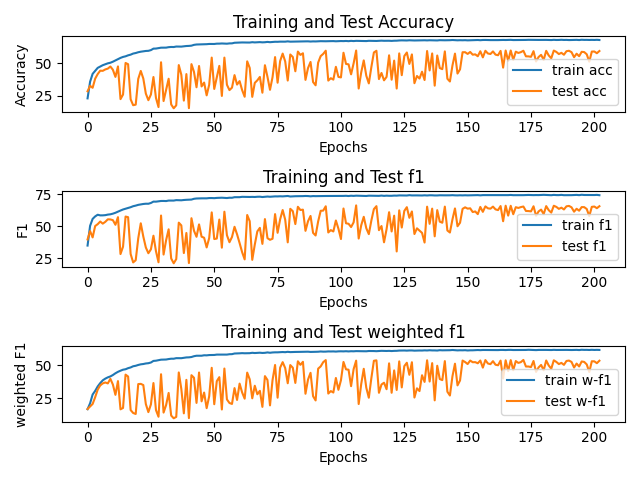 Training and Test Accuracy
Accuracy
50
25
train acc
test acc
0 25 50 75 100 125 150 175 200
Epochs
Training and Test f1
F1
75
50
25
train f1
test f1
0 25 50 75 100 125 150 175 200
Epochs
Training and Test weighted f1
weighted F1
50
25
train w-f1
test w-f1
0 25 50 75 100 125 150 175 200
Epochs